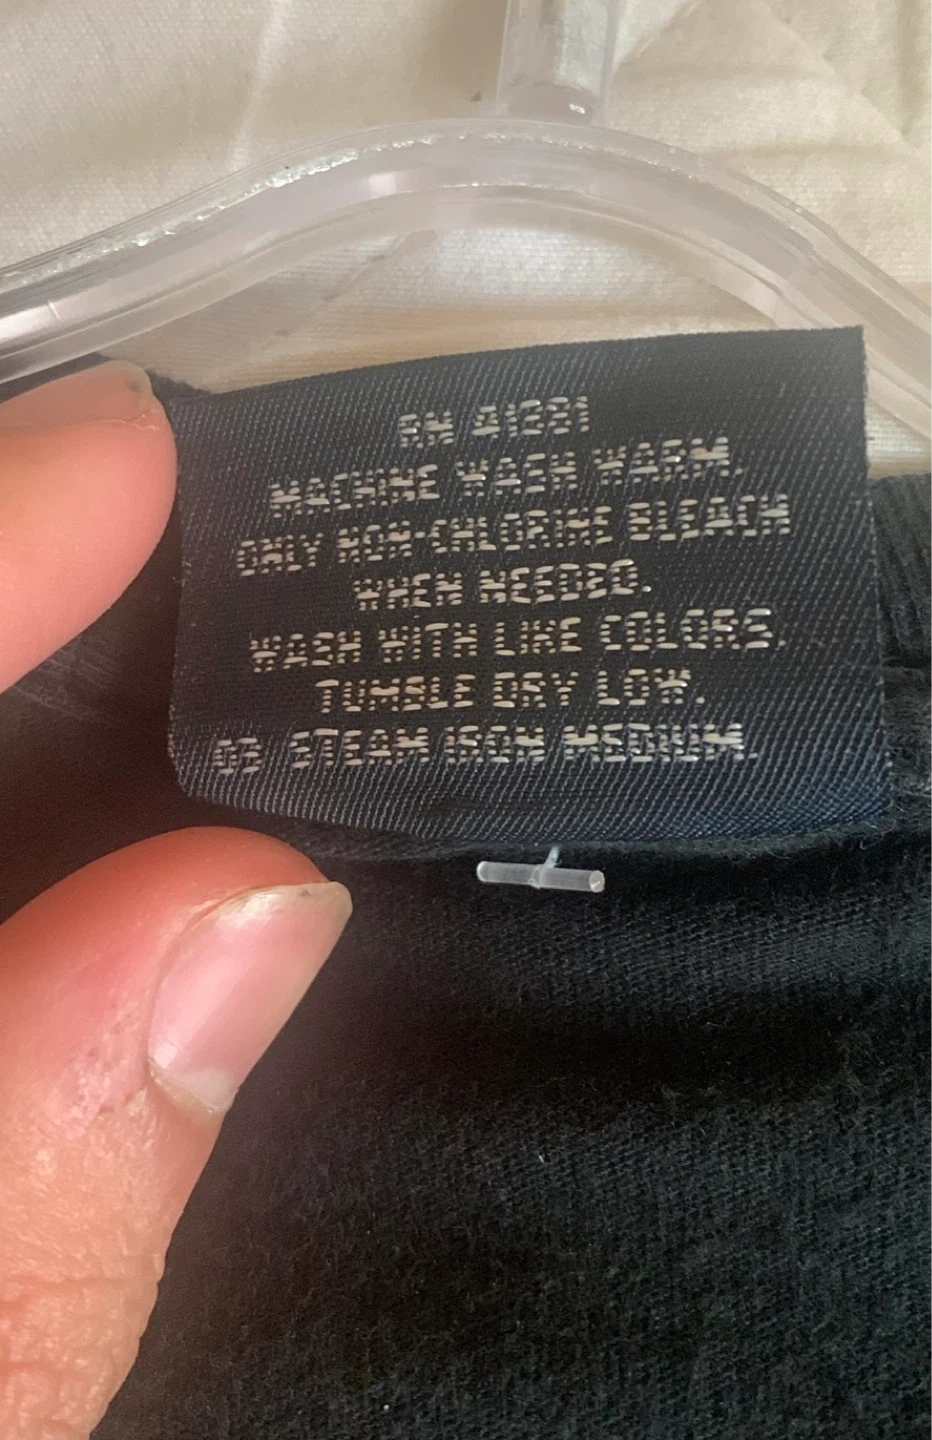 RN 41381
MACHINE WASH WARM.
ONLY NON-CHLORINE BLEACH
WHEN NEEDED.
WASH WITH LIKE COLORS.
TUMBLE DRY LOW.
03 STEAM IRON MEDIUM.